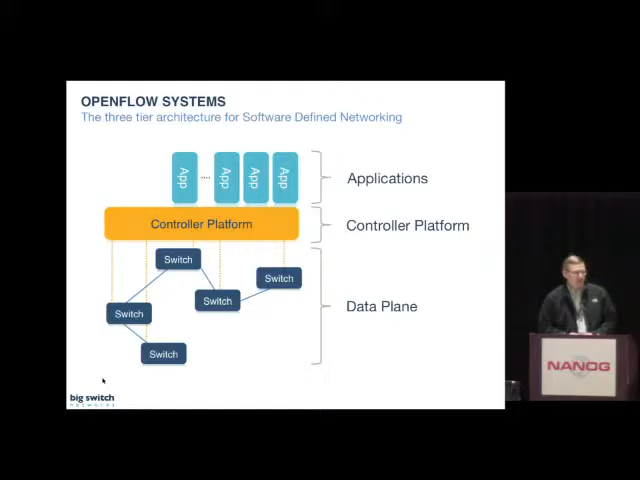 OPENFLOW SYSTEMS
The three tier architecture for Software Defined Networking
App
....
App
App
App
Applications
Controller Platform
Controller Platform
Switch
Switch
Switch
Data Plane
Switch
Switch
big switch
networks
NANOG